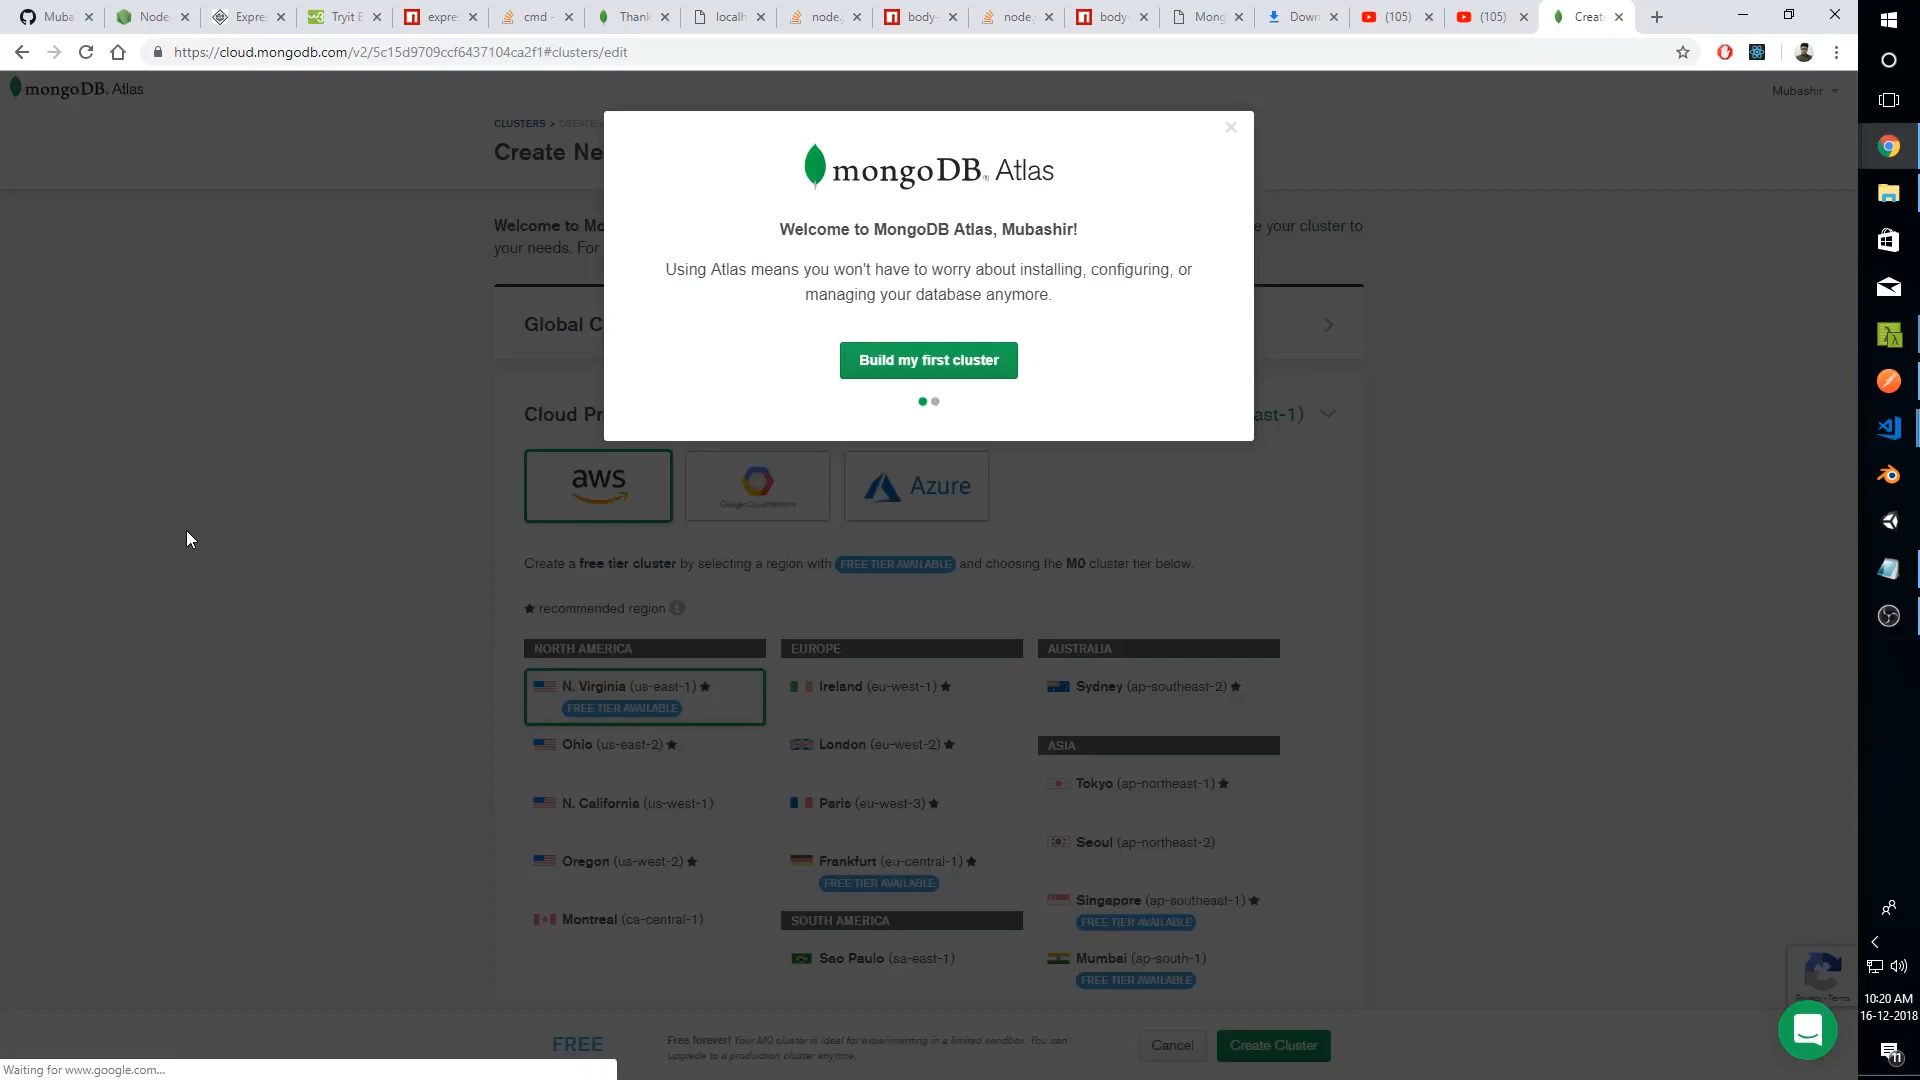 Muba
Node.
Expre
Tryit E
expre
cmd -
Thank
localh
node.j
body-
node.
body-
Mong
Down
(105)
(105)
Creat
https://cloud.mongodb.com/v2/5c15d9709ccf6437104ca2f1#clusters/edit
mongoDB. Atlas
Mubashir
CLUSTERS > CREATE
Create Ne
mongoDB. Atlas
Welcome to MongoDB Atlas, Mubashir!
Using Atlas means you won't have to worry about installing, configuring, or
managing your database anymore.
Build my first cluster
Welcome to Mo
e your cluster to
your needs. For
Global C
Cloud Pr
ast-1)
aws
Google Cloud Platform
Azure
Create a free tier cluster by selecting a region with FREE TIER AVAILABLE and choosing the M0 cluster tier below.
★ recommended region
NORTH AMERICA
N. Virginia (us-east-1) ★
FREE TIER AVAILABLE
Ohio (us-east-2) ★
N. California (us-west-1)
Oregon (us-west-2) ★
Montreal (ca-central-1)
EUROPE
Ireland (eu-west-1) ★
London (eu-west-2) ★
Paris (eu-west-3) ★
Frankfurt (eu-central-1) ★
FREE TIER AVAILABLE
SOUTH AMERICA
Sao Paulo (sa-east-1)
AUSTRALIA
Sydney (ap-southeast-2) ★
ASIA
Tokyo (ap-northeast-1) ★
Seoul (ap-northeast-2)
Singapore (ap-southeast-1) ★
FREE TIER AVAILABLE
Mumbai (ap-south-1)
FREE TIER AVAILABLE
Privacy - Terms
FREE
Free forever! Your M0 cluster is ideal for experimenting in a limited sandbox. You can
upgrade to a production cluster anytime.
Cancel
Create Cluster
Waiting for www.google.com...
10:20 AM
16-12-2018
11